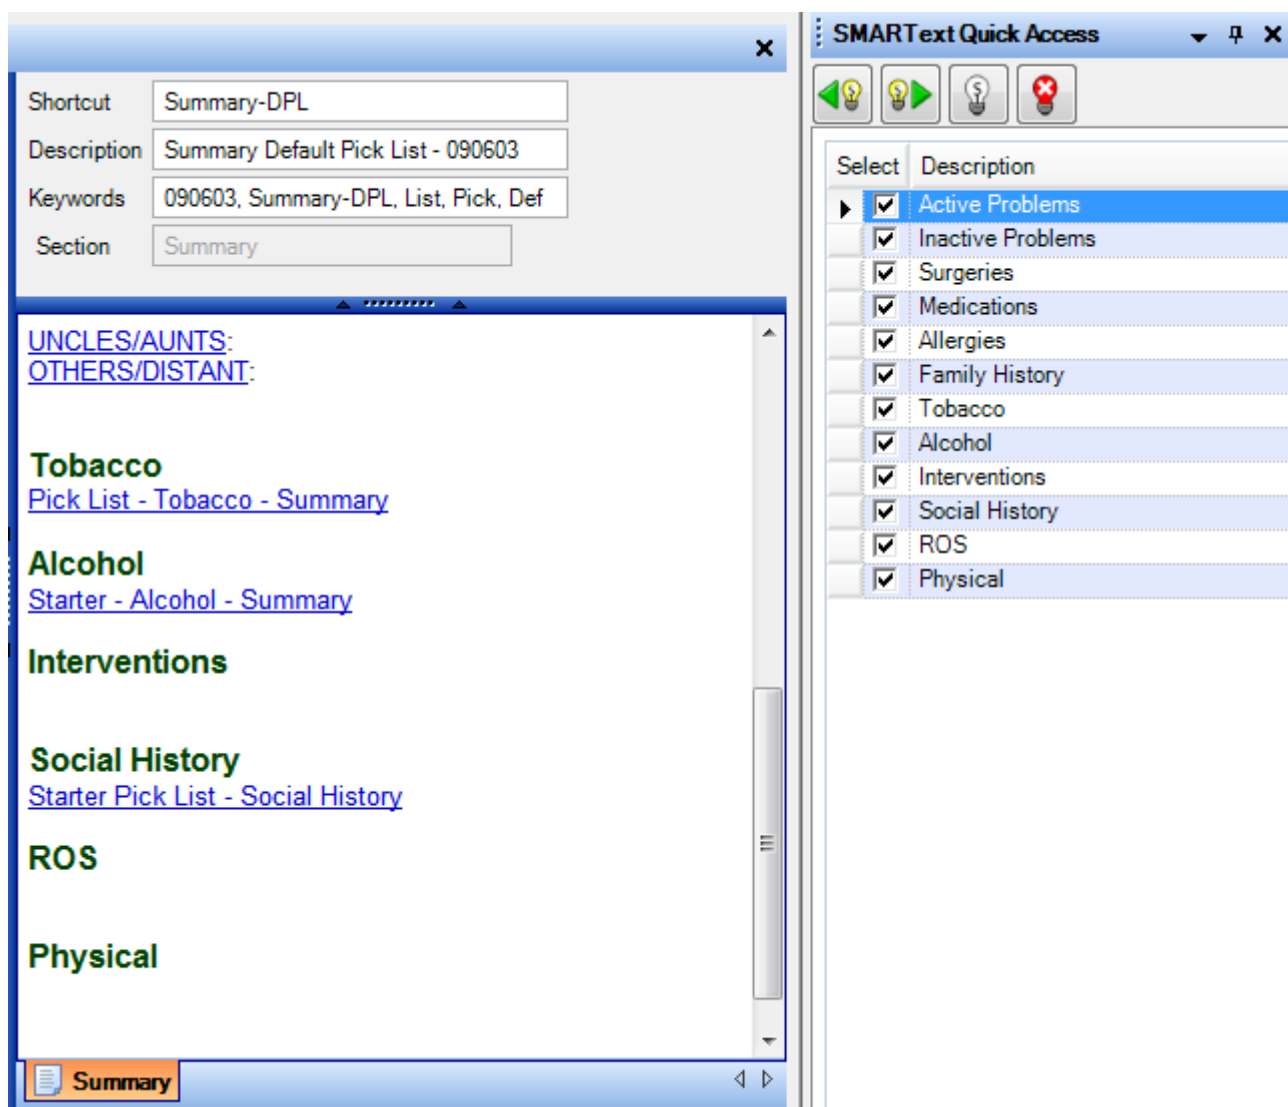 Shortcut Summary-DPL
Description Summary Default Pick List - 090603
Keywords 090603, Summary-DPL, List, Pick, Def
Section Summary
UNCLES/AUNTS:
OTHERS/DISTANT:
Tobacco
Pick List - Tobacco - Summary
Alcohol
Starter - Alcohol - Summary
Interventions
Social History
Starter Pick List - Social History
ROS
Physical
Summary
SMARText Quick Access
Select Description
Active Problems
Inactive Problems
Surgeries
Medications
Allergies
Family History
Tobacco
Alcohol
Interventions
Social History
ROS
Physical